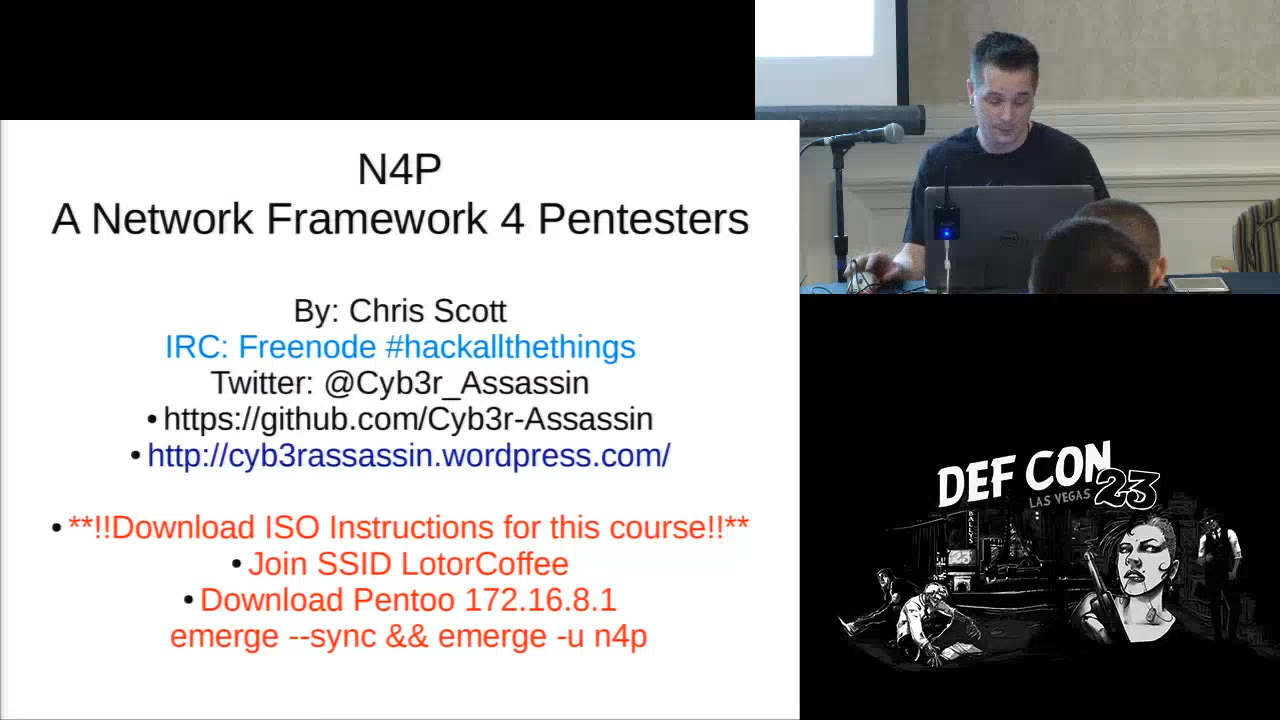 N4P
A Network Framework 4 Pentesters
By: Chris Scott
IRC: Freenode #hackallthethings
Twitter: @Cyb3r_Assassin
•https://github.com/Cyb3r-Assassin
•http://cyb3rassassin.wordpress.com/
•**!!Download ISO Instructions for this course!!**
•Join SSID LotorCoffee
•Download Pentoo 172.16.8.1
emerge --sync && emerge -u n4p
DEF CON
LAS VEGAS 23
BALLY'S
23